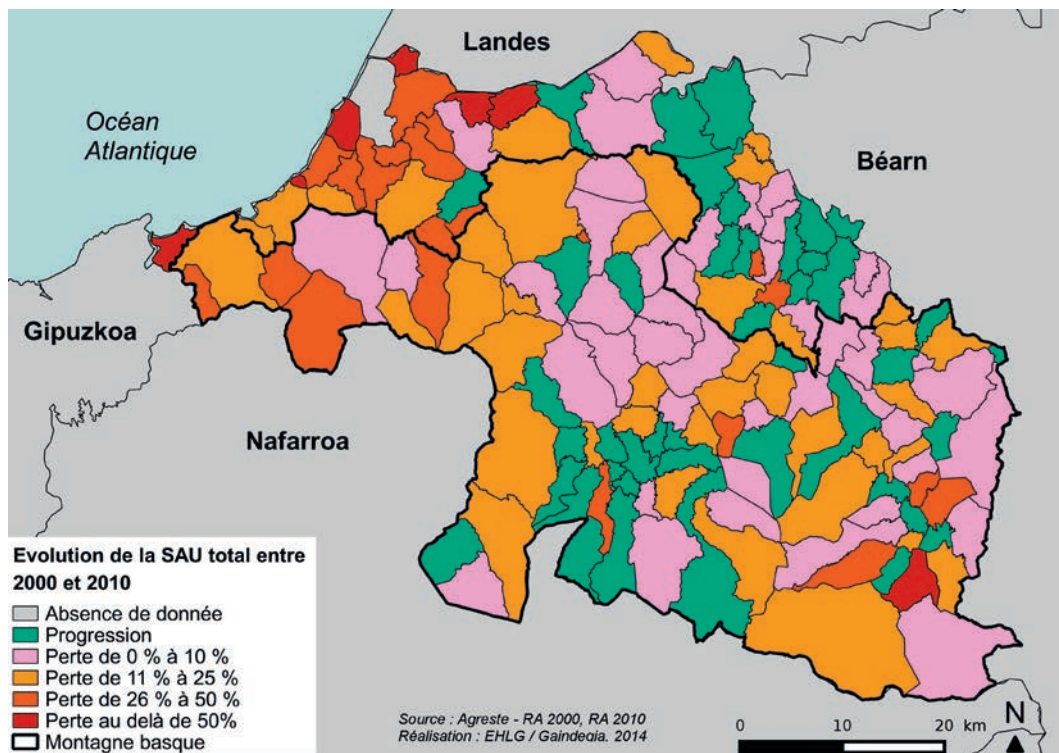 Landes
Océan
Atlantique
Béarn
Gipuzkoa
Nafarroa
Evolution de la SAU total entre
2000 et 2010
Absence de donnée
Progression
Perte de 0 % à 10 %
Perte de 11 % à 25 %
Perte de 26 % à 50 %
Perte au delà de 50%
Montagne basque
Source : Agreste - RA 2000, RA 2010
Réalisation : EHLG / Gaindegia, 2014
0 10 20 km
N